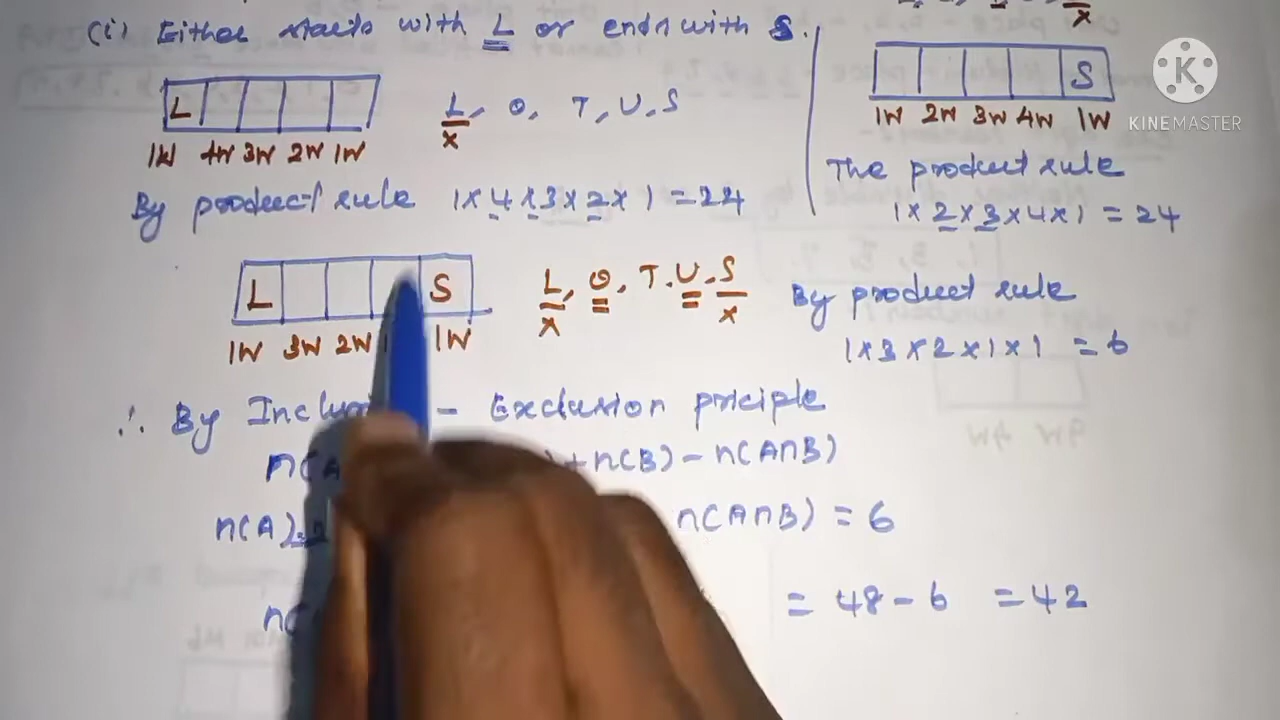 (i) Either starts with L or ends with S.
L
L, O, T, U, S
x
1W 4W 3W 2W 1W
By product rule 1×4×3×2×1 = 24
x
S
1W 2W 3W 4W 1W
The product rule
1×2×3×4×1 = 24
KINEMASTER
L S
L, O, T, U, S
x x
1W 3W 2W 1W
By product rule
1×3×2×1×1 = 6
∴ By - Exclusion priciple
+ n(B) - n(A∩B)
n(A) n(A∩B) = 6
= 48 - 6 = 42